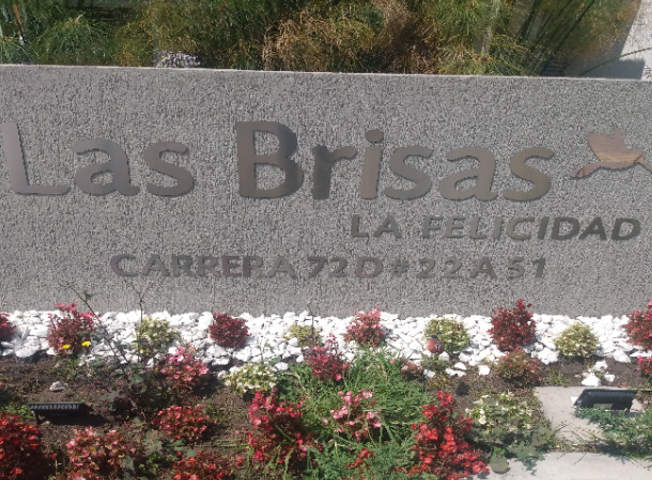 Las Brisas
LA FELICIDAD
CARRERA 72D # 22A 51